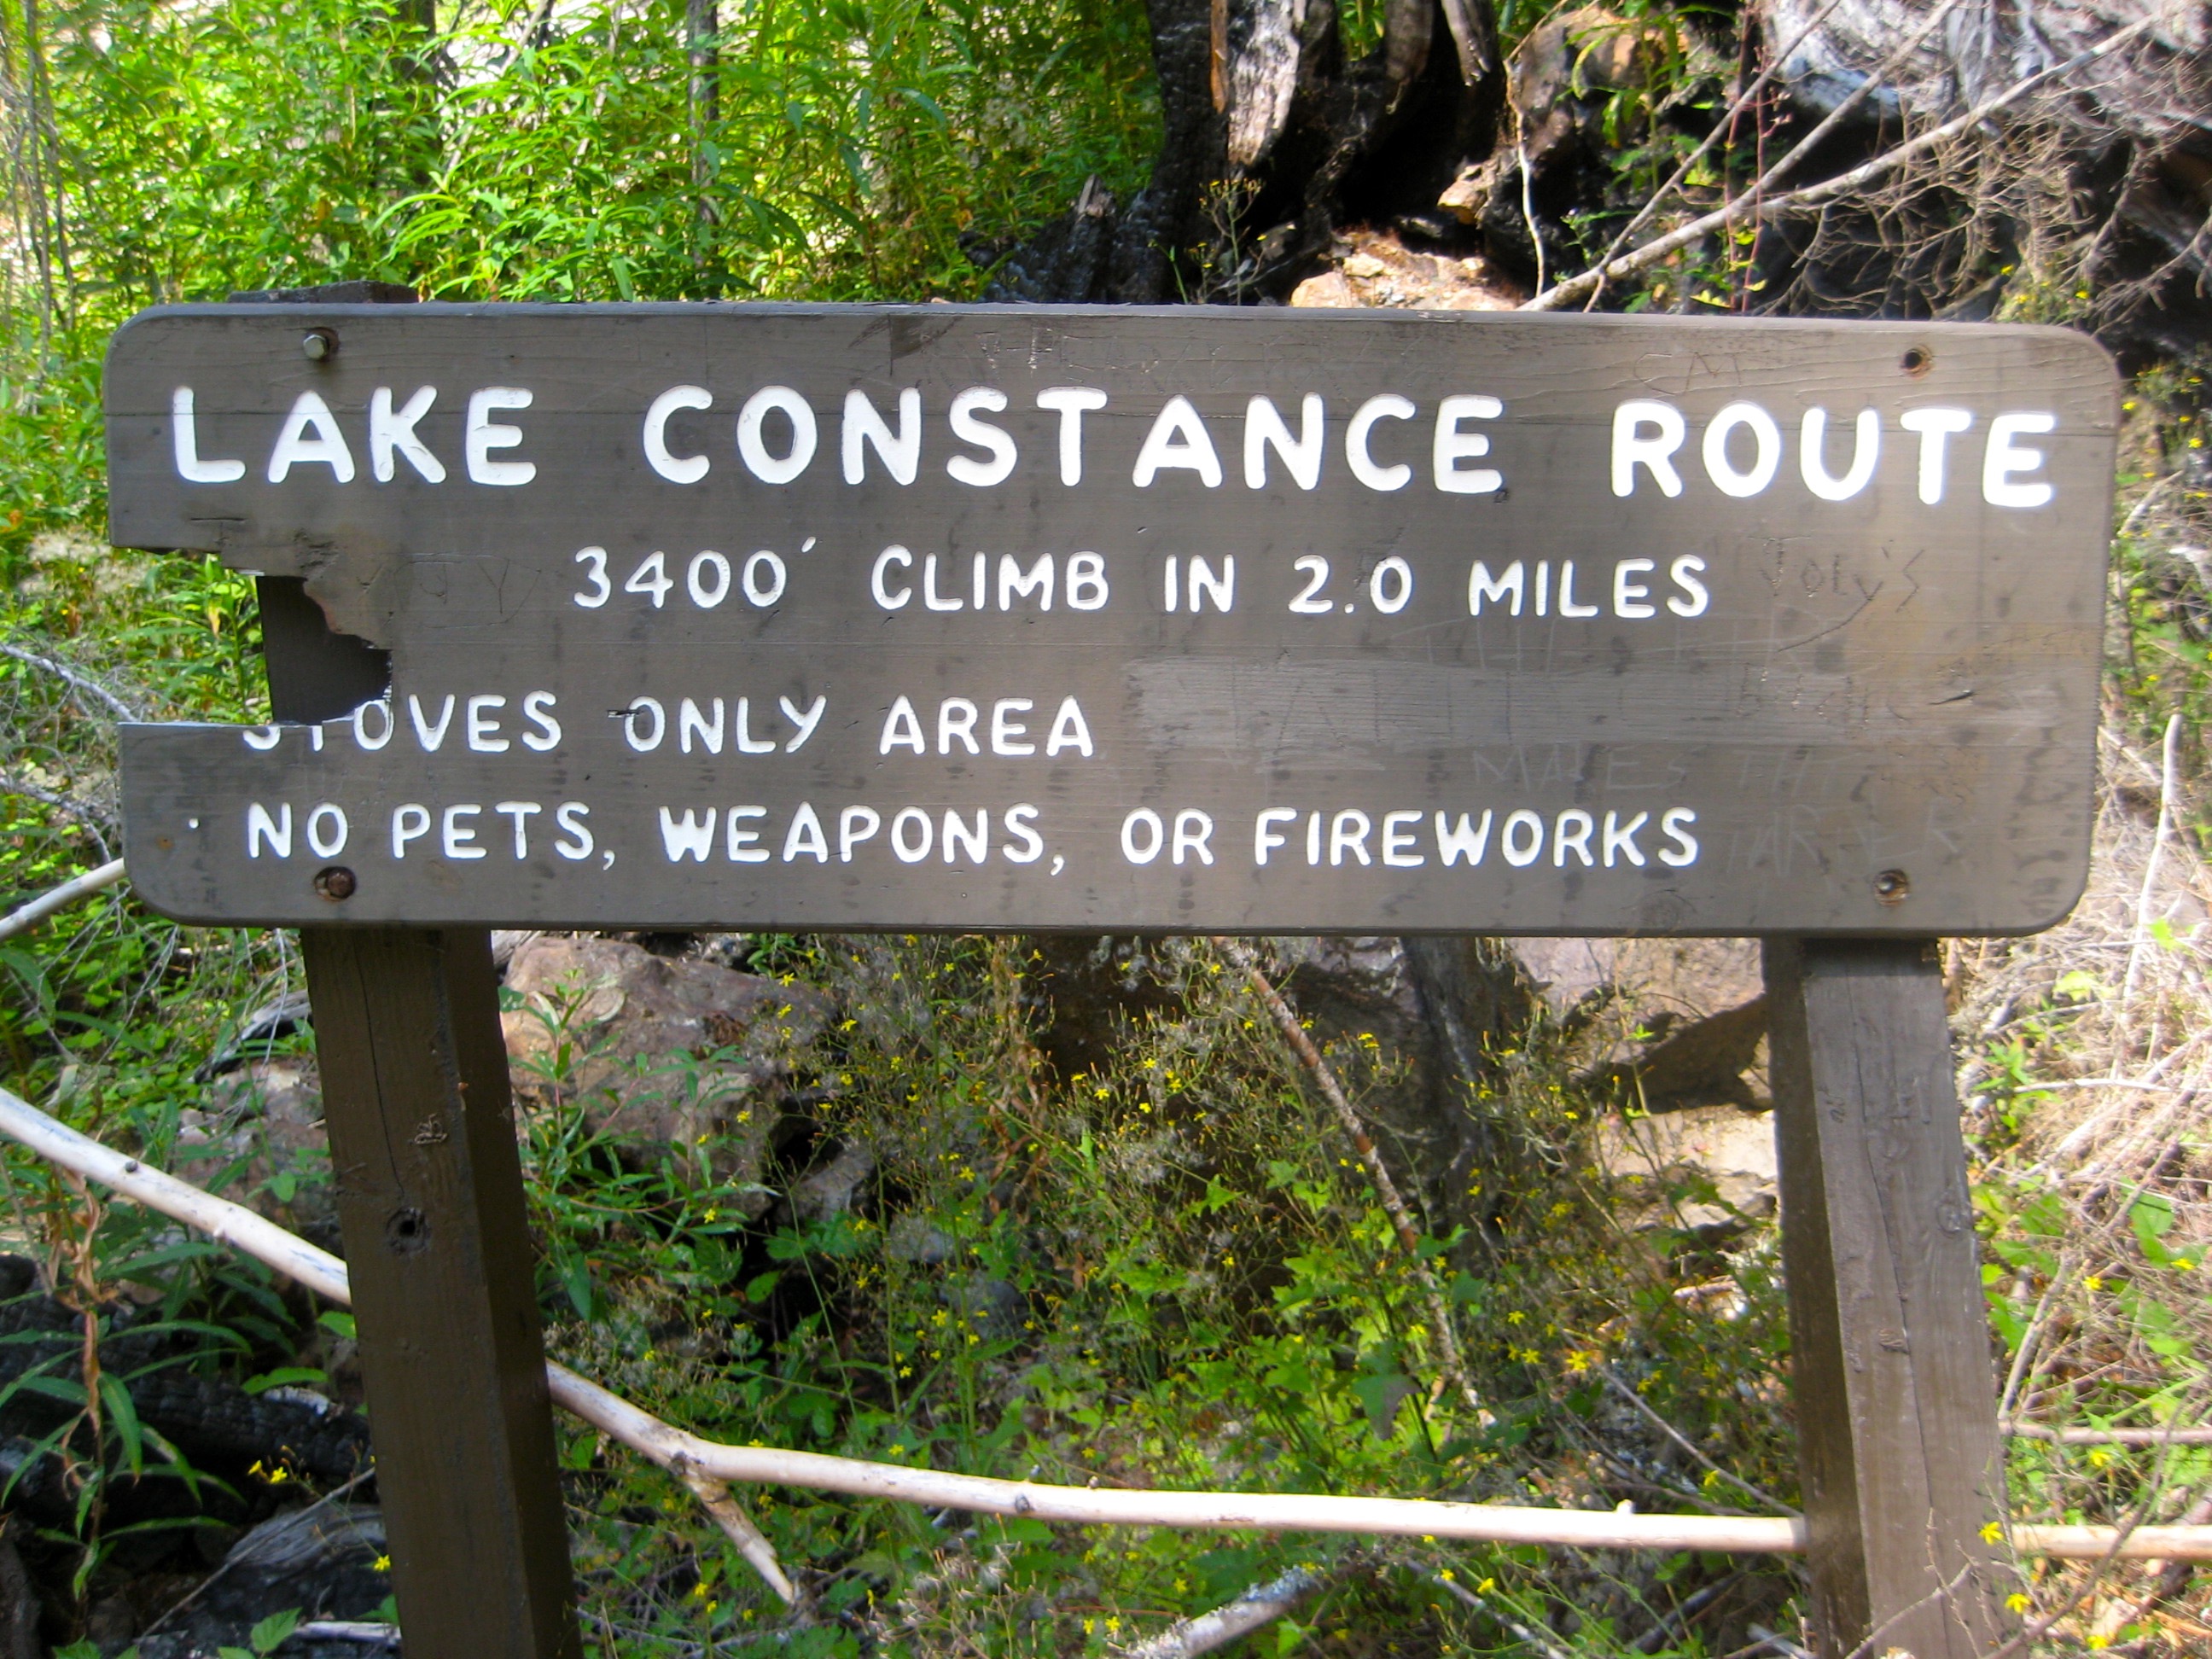 LAKE CONSTANCE ROUTE
3400' CLIMB IN 2.0 MILES
STOVES ONLY AREA
NO PETS, WEAPONS, OR FIREWORKS